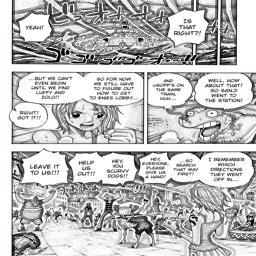 IS THAT RIGHT?!
YEAH!
WELL, HOW ABOUT THAT! SO SANJI WENT TO THE STATION!
AND USOPP'S ON THE SAME TRAIN, HUH...
SO FOR NOW WE STILL HAVE TO FIGURE OUT HOW TO GET TO ENIES LOBBY...
...BUT WE CAN'T EVEN BEGIN UNTIL WE FIND LUFFY AND ZOLO!!
RIGHT! GOT IT!!
I REMEMBER WHICH DIRECTIONS THEY WENT OFF IN...
...SO SEARCH THAT WAY FIRST!
HEY, EVERYONE, PLEASE GIVE US A HAND!
HEY, YOU SCURVY DOGS!!
HELP US OUT!!
LEAVE IT TO US!!!